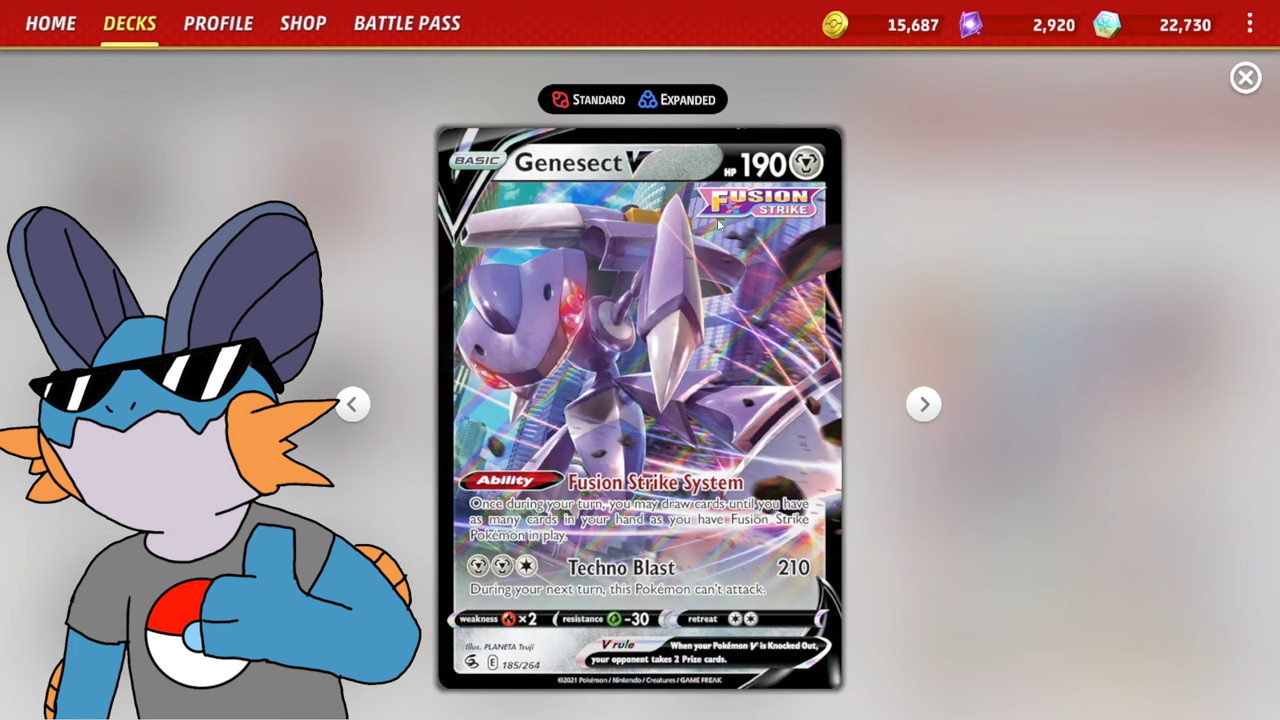 HOME DECKS PROFILE SHOP BATTLE PASS 15,687 2,920 22,730
STANDARD EXPANDED
BASIC Genesect V HP 190
FUSION
STRIKE
Ability Fusion Strike System
Once during your turn, you may draw cards until you have
as many cards in your hand as you have Fusion Strike
Pokémon in play.
Techno Blast 210
During your next turn, this Pokémon can't attack.
weakness ×2 resistance -30 retreat
V rule When your Pokémon V is Knocked Out,
your opponent takes 2 Prize cards.
Illus. PLANETA Tsuji
E 185/264
©2021 Pokémon / Nintendo / Creatures / GAME FREAK